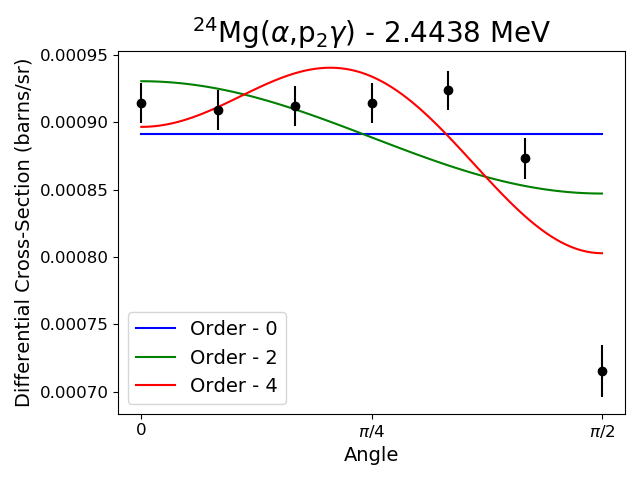 ²⁴Mg(α,p₂γ) - 2.4438 MeV
Differential Cross-Section (barns/sr)
0.00095
0.00090
0.00085
0.00080
0.00075
0.00070
Order - 0
Order - 2
Order - 4
0
π/4
π/2
Angle